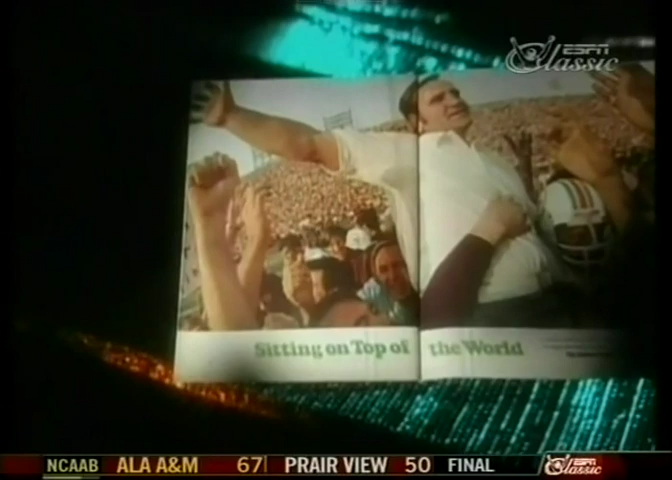 ESPN
Classic
Sitting on Top of the World
NCAAB ALA A&M 67 PRAIR VIEW 50 FINAL ESPN Classic